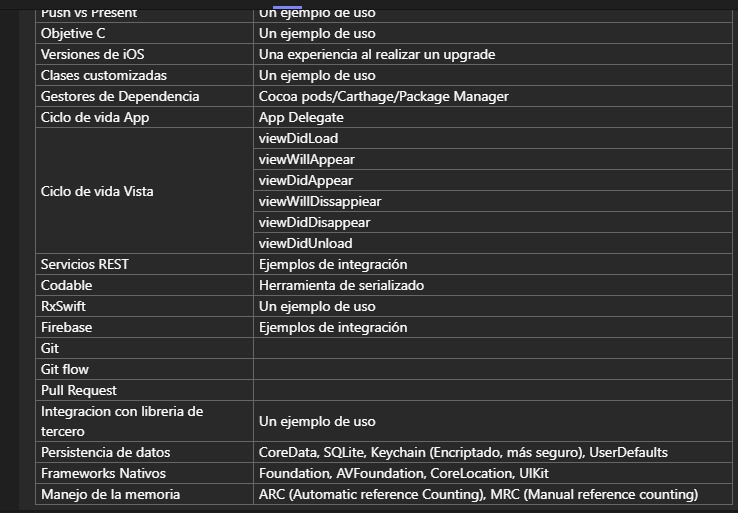 Push vs Present Un ejemplo de uso
Objetive C Un ejemplo de uso
Versiones de iOS Una experiencia al realizar un upgrade
Clases customizadas Un ejemplo de uso
Gestores de Dependencia Cocoa pods/Carthage/Package Manager
Ciclo de vida App App Delegate
Ciclo de vida Vista
viewDidLoad
viewWillAppear
viewDidAppear
viewWillDissappiear
viewDidDisappear
viewDidUnload
Servicios REST Ejemplos de integración
Codable Herramienta de serializado
RxSwift Un ejemplo de uso
Firebase Ejemplos de integración
Git
Git flow
Pull Request
Integracion con libreria de
tercero
Un ejemplo de uso
Persistencia de datos CoreData, SQLite, Keychain (Encriptado, más seguro), UserDefaults
Frameworks Nativos Foundation, AVFoundation, CoreLocation, UIKit
Manejo de la memoria ARC (Automatic reference Counting), MRC (Manual reference counting)